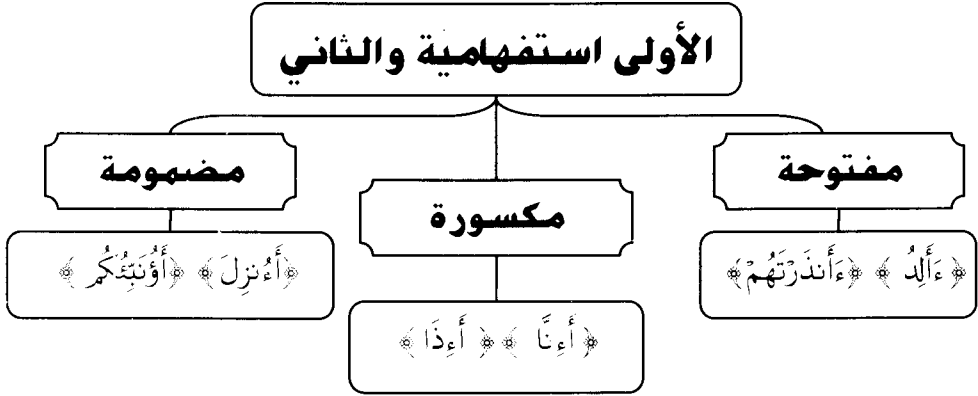 الأولى استفهامية والثاني
مفتوحة
مكسورة
مضمومة
﴿ءَأَلِدُ﴾ ﴿ءَأَنذَرْتَهُمْ﴾
﴿أَءِنَّا﴾ ﴿أَءِذَا﴾
﴿أَءُنزِلَ﴾ ﴿أَؤُنَبِّئُكُم﴾